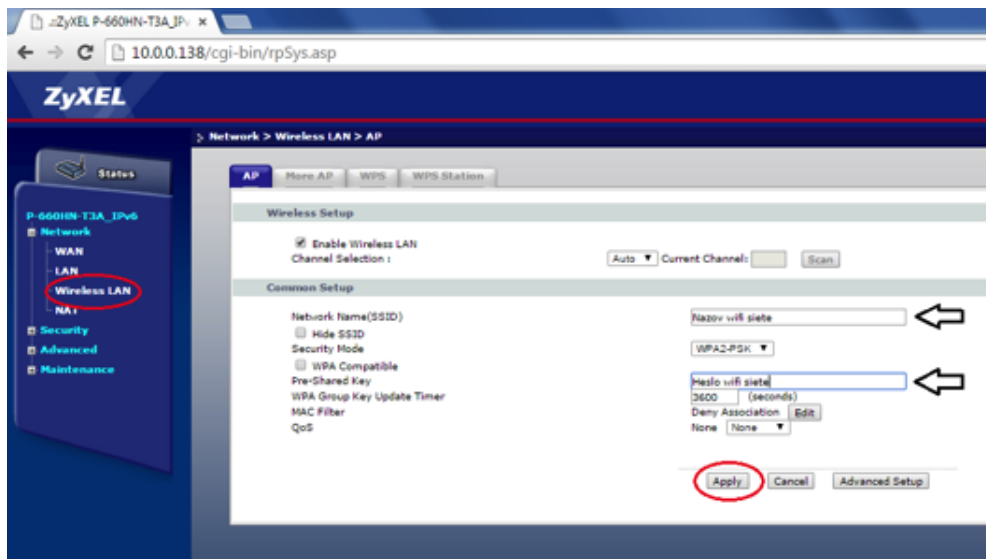 ZyXEL P-660HN-T3A_IPv
10.0.0.138/cgi-bin/rpSys.asp
ZyXEL
Network > Wireless LAN > AP
Status
AP More AP WPS WPS Station
P-660HN-T3A_IPv6
Network
WAN
LAN
Wireless LAN
NAT
Security
Advanced
Maintenance
Wireless Setup
Enable Wireless LAN
Channel Selection : Auto Current Channel: Scan
Common Setup
Network Name(SSID) Nazov wifi siete
Hide SSID
Security Mode WPA2-PSK
WPA Compatible
Pre-Shared Key Heslo wifi siete
WPA Group Key Update Timer 3600 (seconds)
MAC Filter Deny Association Edit
QoS None None
Apply Cancel Advanced Setup